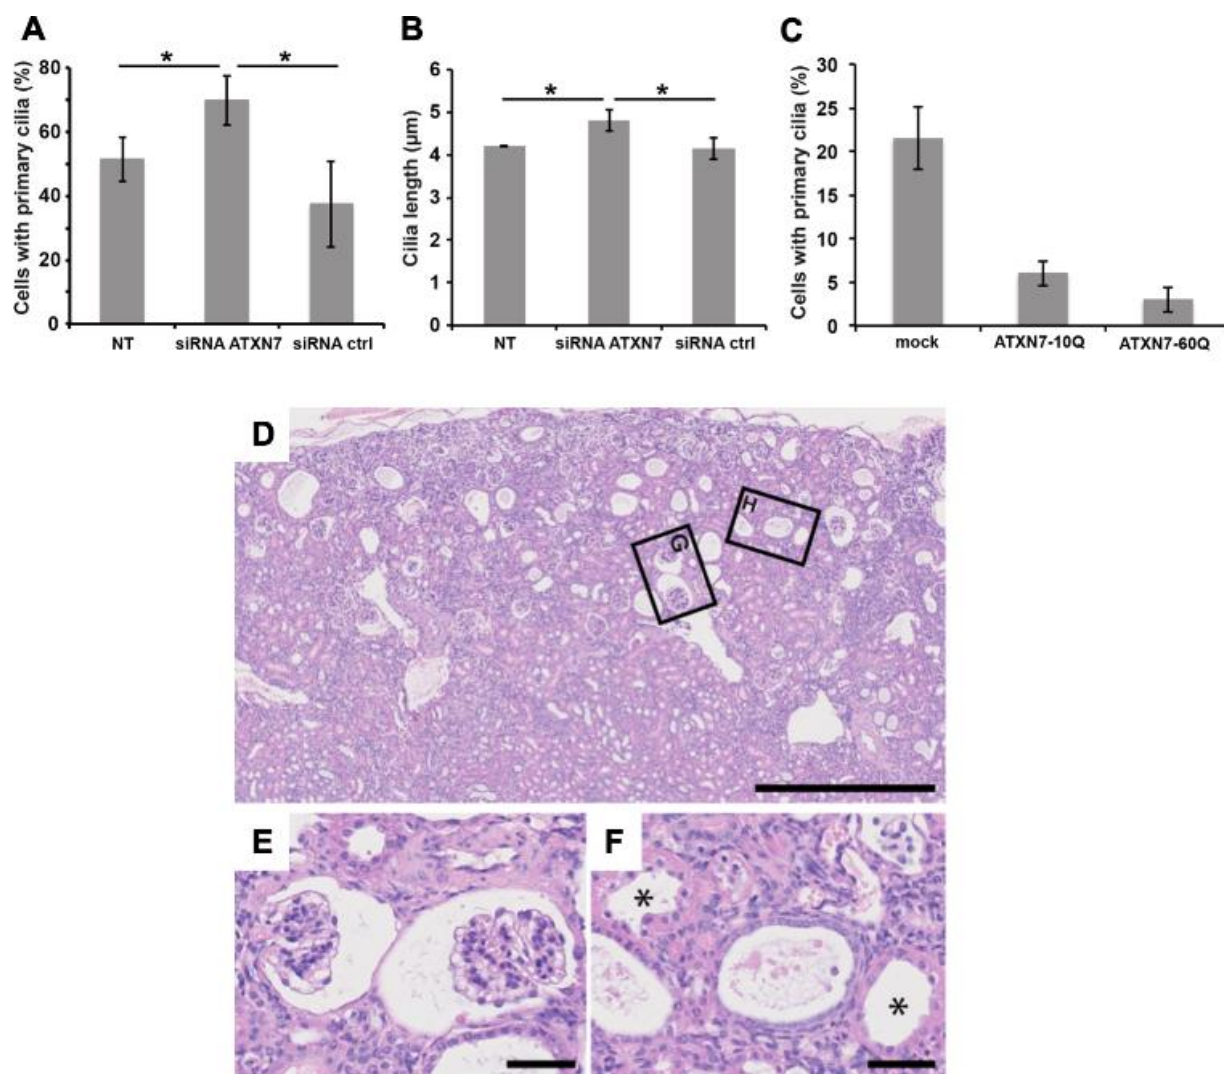 A
*
*
Cells with primary cilia (%)
80
60
40
20
0
NT
siRNA ATXN7
siRNA ctrl
B
*
*
Cilia length (µm)
6
5
4
3
2
1
0
NT
siRNA ATXN7
siRNA ctrl
C
Cells with primary cilia (%)
30
25
20
15
10
5
0
mock
ATXN7-10Q
ATXN7-60Q
D
G
H
E
F
*
*